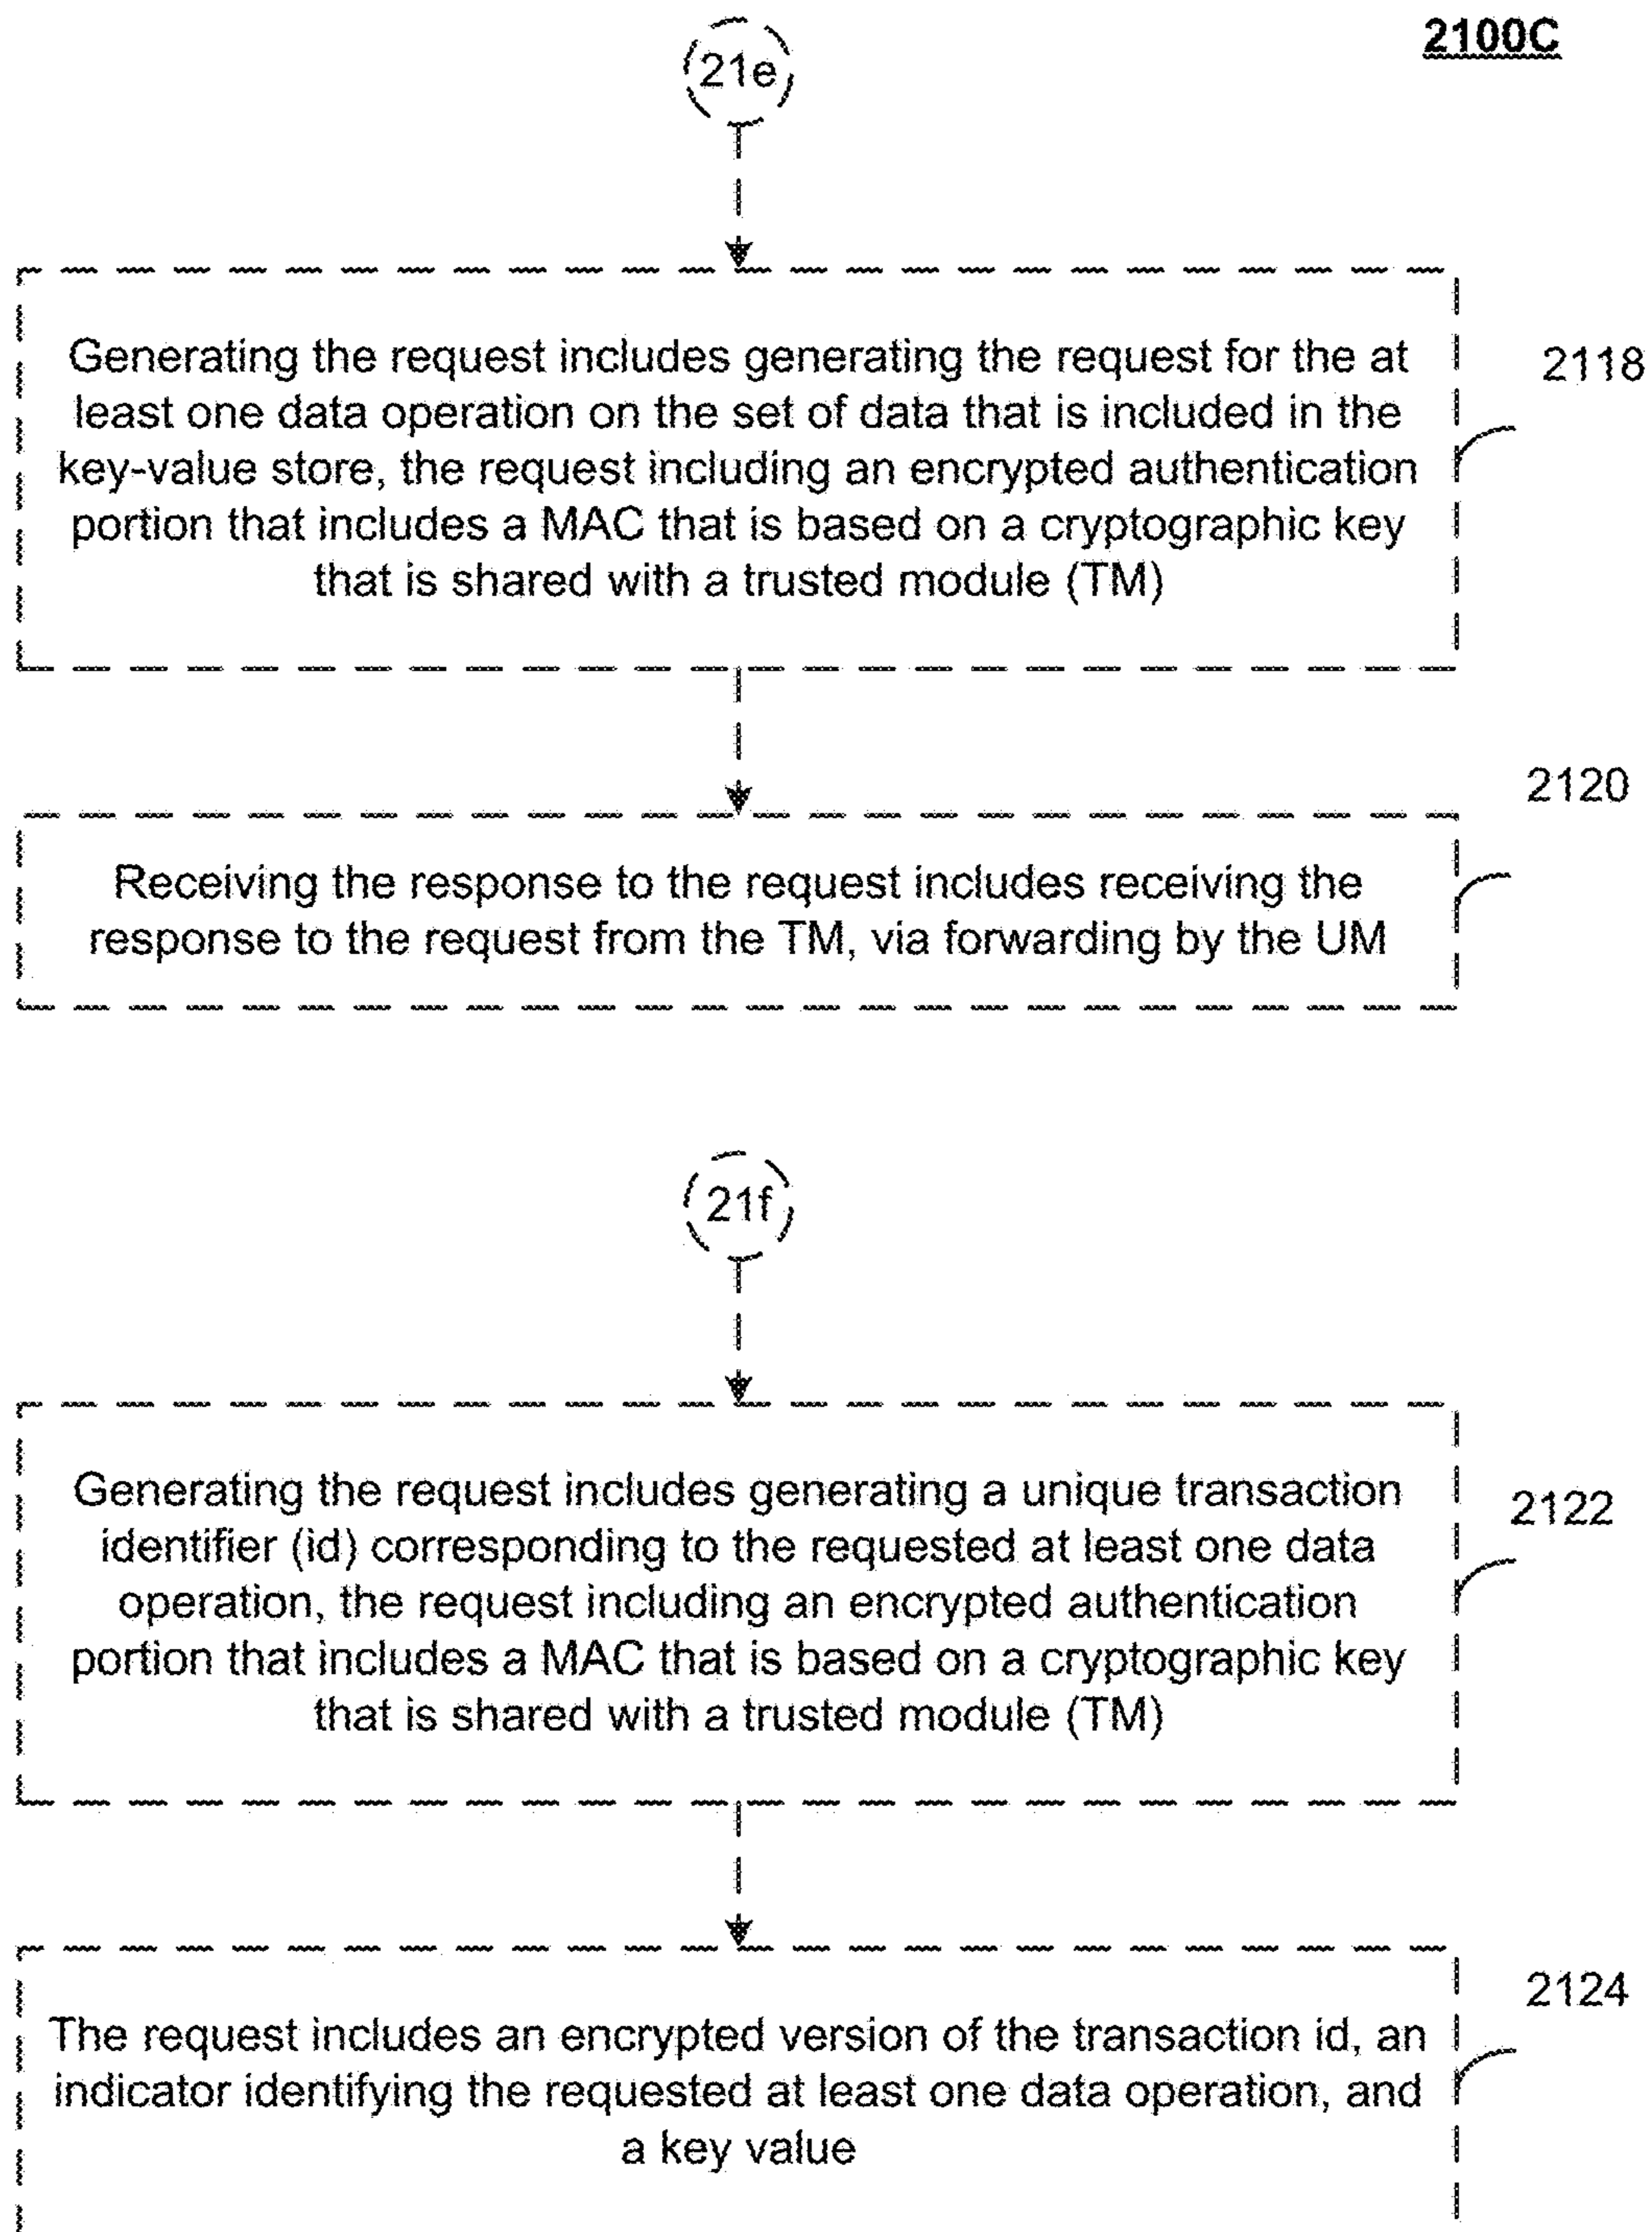 2100C
21e
Generating the request includes generating the request for the at
least one data operation on the set of data that is included in the
key-value store, the request including an encrypted authentication
portion that includes a MAC that is based on a cryptographic key
that is shared with a trusted module (TM)
2118
2120
Receiving the response to the request includes receiving the
response to the request from the TM, via forwarding by the UM
21f
Generating the request includes generating a unique transaction
identifier (id) corresponding to the requested at least one data
operation, the request including an encrypted authentication
portion that includes a MAC that is based on a cryptographic key
that is shared with a trusted module (TM)
2122
2124
The request includes an encrypted version of the transaction id, an
indicator identifying the requested at least one data operation, and
a key value